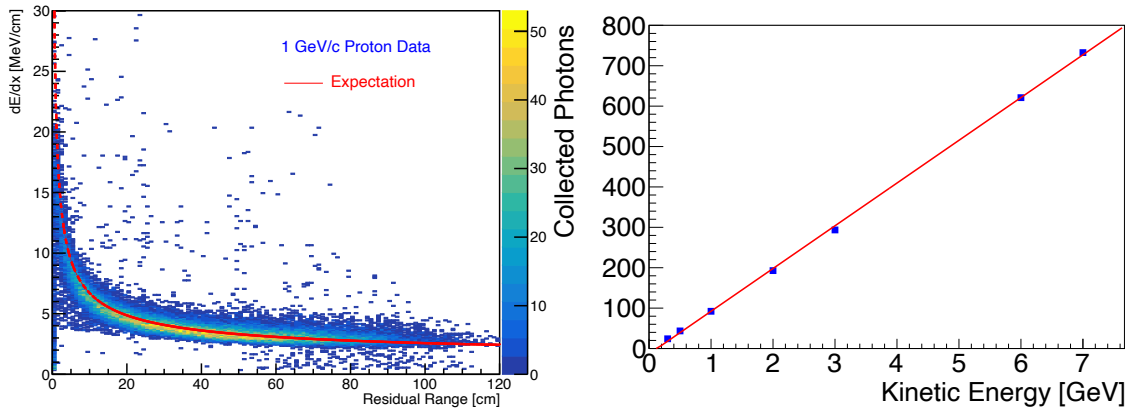 dE/dx [MeV/cm]
30
25
20
15
10
5
0
0 20 40 60 80 100 120
Residual Range [cm]
1 GeV/c Proton Data
Expectation
50
40
30
20
10
0
Collected Photons
800
700
600
500
400
300
200
100
0
0 1 2 3 4 5 6 7
Kinetic Energy [GeV]